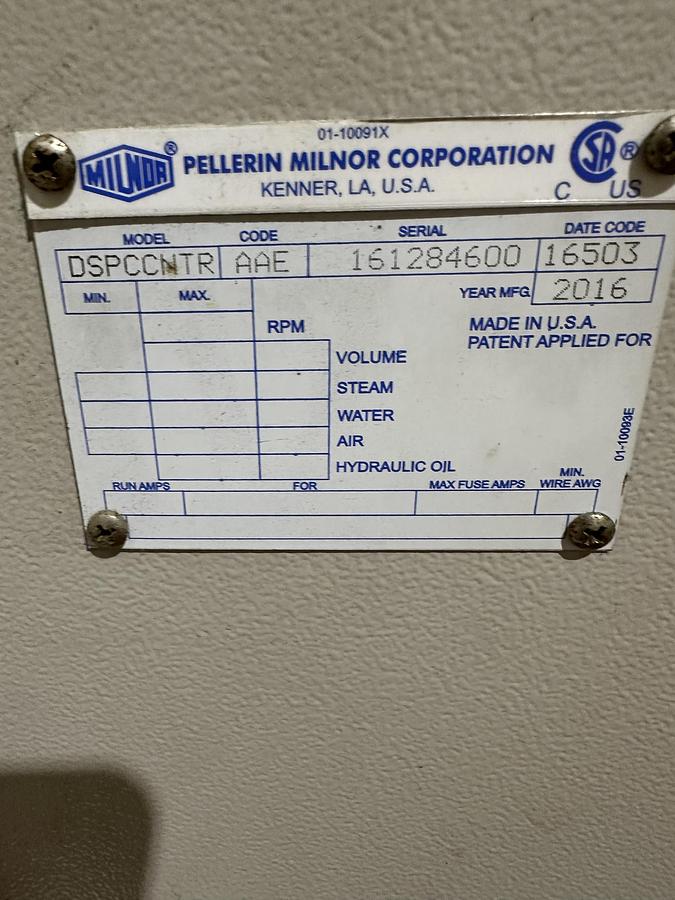 01-10091X
MILNOR® PELLERIN MILNOR CORPORATION
KENNER, LA, U.S.A.
CSA ®
C US
MODEL CODE SERIAL DATE CODE
DSPCCNTR AAE 161284600 16503
MIN. MAX. YEAR MFG. 2016
RPM MADE IN U.S.A.
PATENT APPLIED FOR
VOLUME
STEAM
WATER
AIR
HYDRAULIC OIL
01-10093E
RUN AMPS FOR MAX FUSE AMPS MIN. WIRE AWG